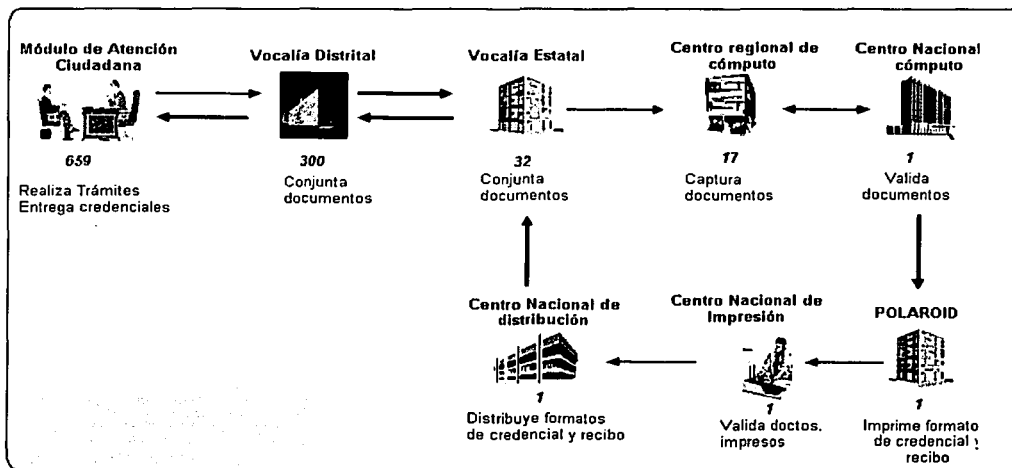 Módulo de Atención
Ciudadana
659
Realiza Trámites
Entrega credenciales
Vocalía Distrital
300
Conjunta
documentos
Vocalía Estatal
32
Conjunta
documentos
Centro regional de
cómputo
17
Captura
documentos
Centro Nacional
cómputo
1
Valida
documentos
POLAROID
1
Imprime formato
de credencial y
recibo
Centro Nacional de
Impresión
1
Valida doctos.
impresos
Centro Nacional de
distribución
1
Distribuye formatos
de credencial y recibo